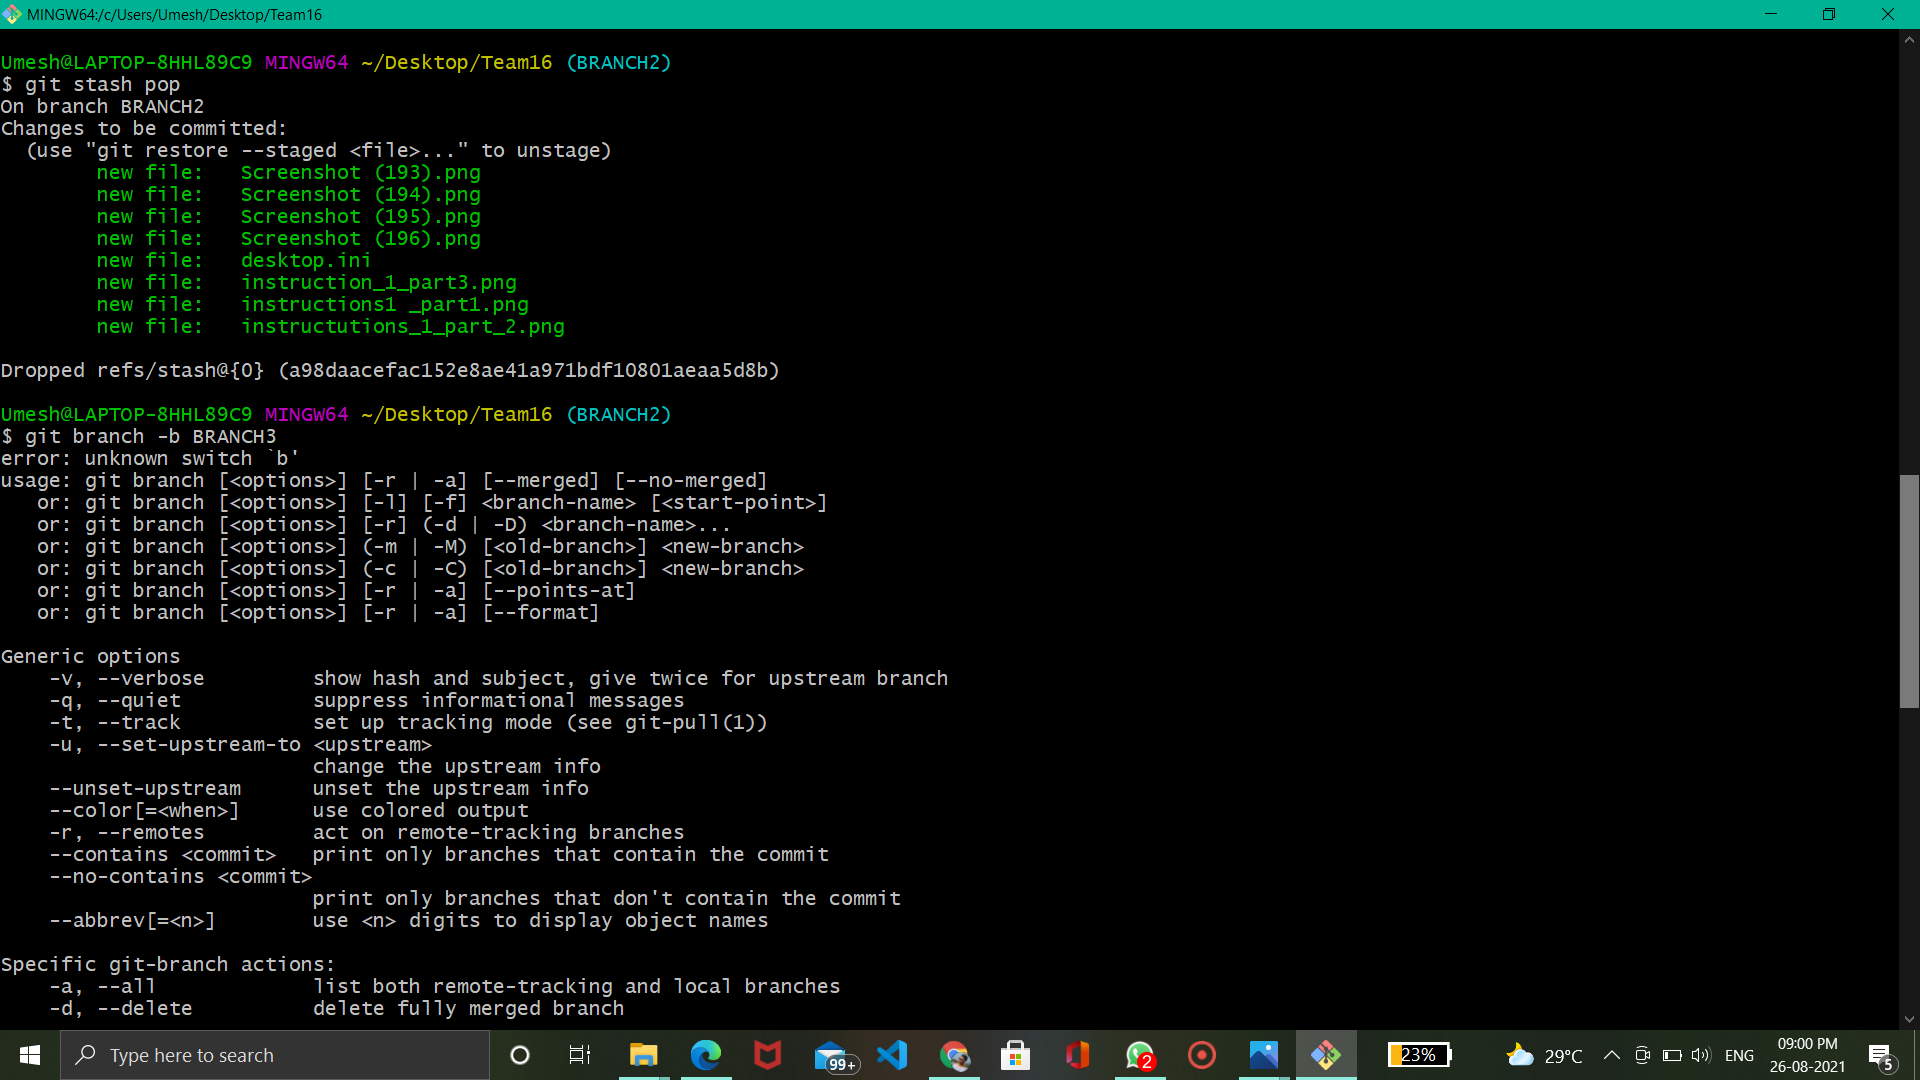 MINGW64:/c/Users/Umesh/Desktop/Team16
Umesh@LAPTOP-8HHL89C9 MINGW64 ~/Desktop/Team16 (BRANCH2)
$ git stash pop
On branch BRANCH2
Changes to be committed:
  (use "git restore --staged <file>..." to unstage)
        new file:   Screenshot (193).png
        new file:   Screenshot (194).png
        new file:   Screenshot (195).png
        new file:   Screenshot (196).png
        new file:   desktop.ini
        new file:   instruction_1_part3.png
        new file:   instructions1 _part1.png
        new file:   instructutions_1_part_2.png
Dropped refs/stash@{0} (a98daacefac152e8ae41a971bdf10801aeaa5d8b)
Umesh@LAPTOP-8HHL89C9 MINGW64 ~/Desktop/Team16 (BRANCH2)
$ git branch -b BRANCH3
error: unknown switch `b'
usage: git branch [<options>] [-r | -a] [--merged] [--no-merged]
   or: git branch [<options>] [-l] [-f] <branch-name> [<start-point>]
   or: git branch [<options>] [-r] (-d | -D) <branch-name>...
   or: git branch [<options>] (-m | -M) [<old-branch>] <new-branch>
   or: git branch [<options>] (-c | -C) [<old-branch>] <new-branch>
   or: git branch [<options>] [-r | -a] [--points-at]
   or: git branch [<options>] [-r | -a] [--format]
Generic options
    -v, --verbose         show hash and subject, give twice for upstream branch
    -q, --quiet           suppress informational messages
    -t, --track           set up tracking mode (see git-pull(1))
    -u, --set-upstream-to <upstream>
                          change the upstream info
    --unset-upstream      unset the upstream info
    --color[=<when>]      use colored output
    -r, --remotes         act on remote-tracking branches
    --contains <commit>   print only branches that contain the commit
    --no-contains <commit>
                          print only branches that don't contain the commit
    --abbrev[=<n>]        use <n> digits to display object names
Specific git-branch actions:
    -a, --all             list both remote-tracking and local branches
    -d, --delete          delete fully merged branch
Type here to search
99+
2
23%
29°C
ENG
09:00 PM
26-08-2021
5